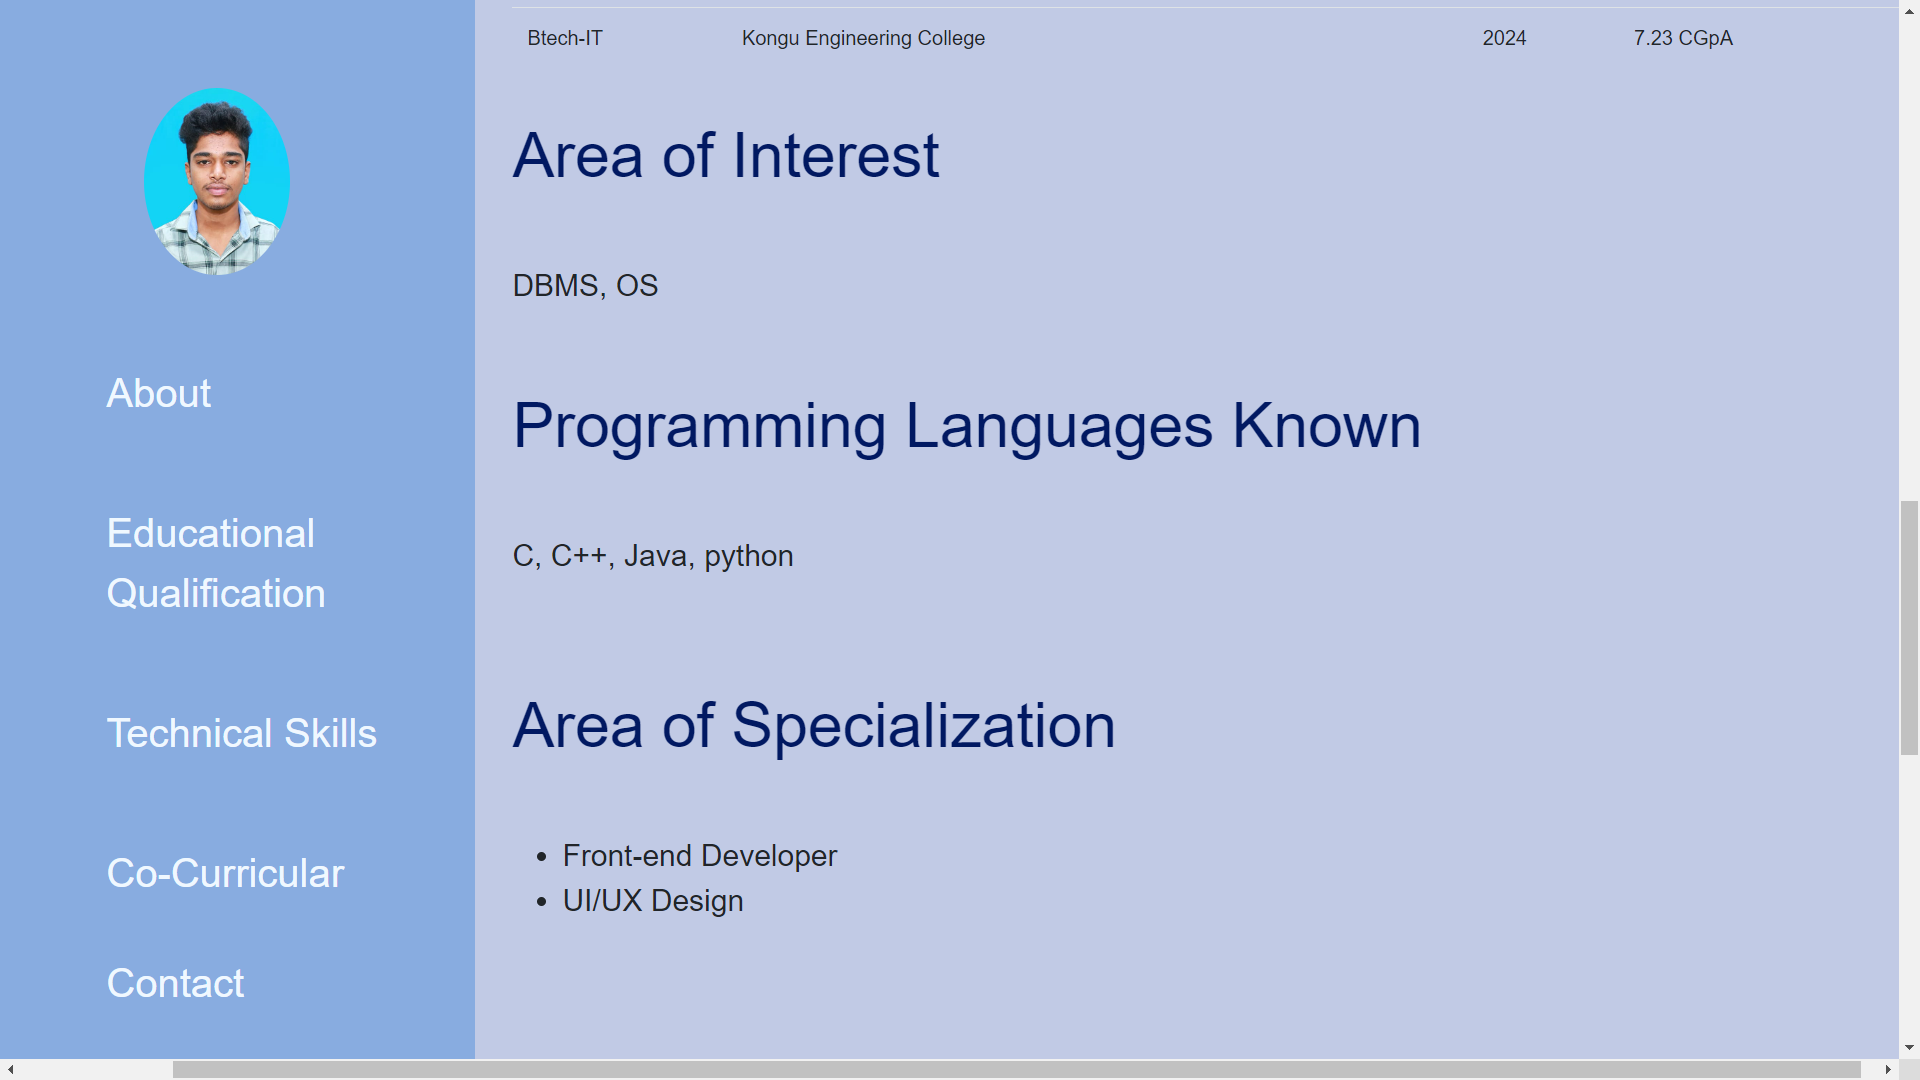 Btech-IT Kongu Engineering College 2024 7.23 CGpA
About
Educational
Qualification
Technical Skills
Co-Curricular
Contact
Area of Interest
DBMS, OS
Programming Languages Known
C, C++, Java, python
Area of Specialization
Front-end Developer
UI/UX Design